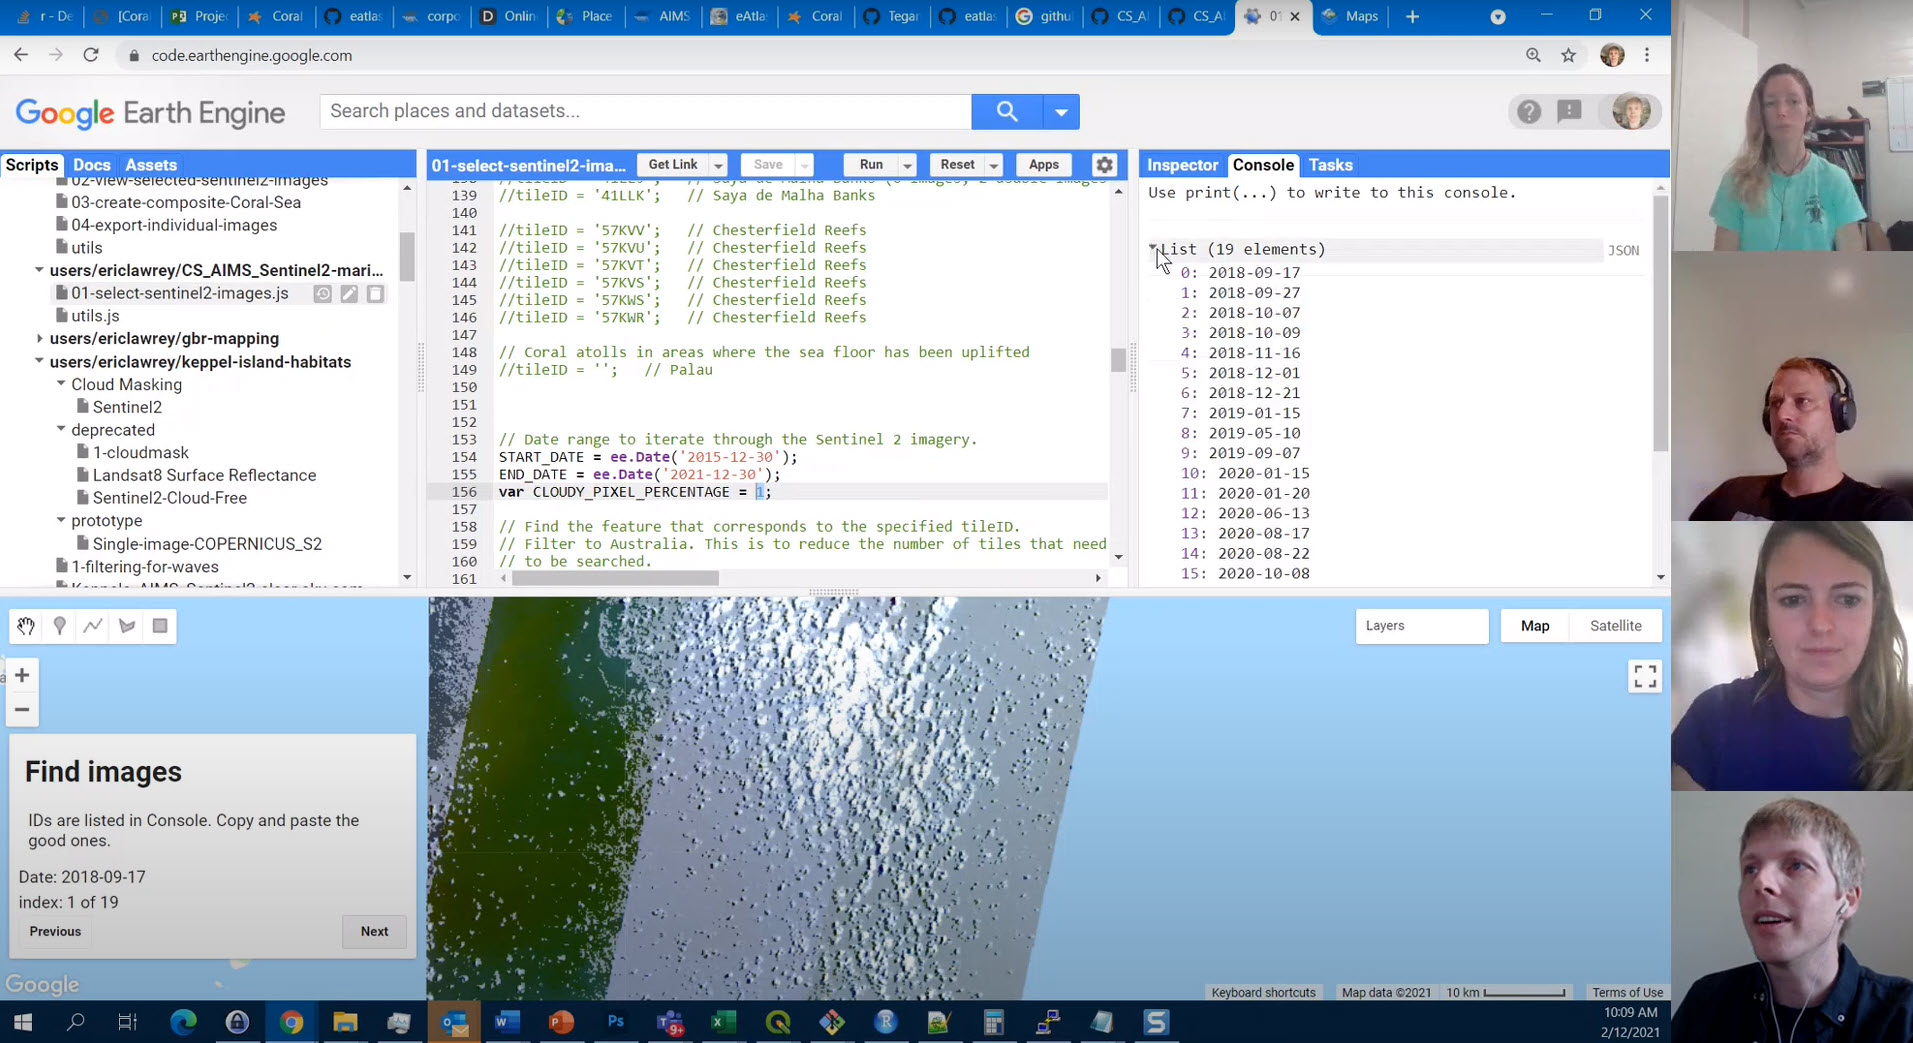 r - De
[Coral
Proje
Coral
eatlas
corpo
Onlin
Place
AIMS
eAtlas
Coral
Tegar
eatlas
githu
CS_AI
CS_AI
01
Maps
code.earthengine.google.com
Google Earth Engine
Search places and datasets...
Scripts Docs Assets
02-view-selected-sentinel2-images
03-create-composite-Coral-Sea
04-export-individual-images
utils
users/ericlawrey/CS_AIMS_Sentinel2-mari...
01-select-sentinel2-images.js
utils.js
users/ericlawrey/gbr-mapping
users/ericlawrey/keppel-island-habitats
Cloud Masking
Sentinel2
deprecated
1-cloudmask
Landsat8 Surface Reflectance
Sentinel2-Cloud-Free
prototype
Single-image-COPERNICUS_S2
1-filtering-for-waves
01-select-sentinel2-ima... Get Link Save Run Reset Apps
139 //tileID = '41LLK'; // Saya de Malha Banks
140
141 //tileID = '57KVV'; // Chesterfield Reefs
142 //tileID = '57KVU'; // Chesterfield Reefs
143 //tileID = '57KVT'; // Chesterfield Reefs
144 //tileID = '57KVS'; // Chesterfield Reefs
145 //tileID = '57KWS'; // Chesterfield Reefs
146 //tileID = '57KWR'; // Chesterfield Reefs
147
148 // Coral atolls in areas where the sea floor has been uplifted
149 //tileID = ''; // Palau
150
151
152
153 // Date range to iterate through the Sentinel 2 imagery.
154 START_DATE = ee.Date('2015-12-30');
155 END_DATE = ee.Date('2021-12-30');
156 var CLOUDY_PIXEL_PERCENTAGE = 1;
157
158 // Find the feature that corresponds to the specified tileID.
159 // Filter to Australia. This is to reduce the number of tiles that need
160 // to be searched.
161
Inspector Console Tasks
Use print(...) to write to this console.
List (19 elements) JSON
0: 2018-09-17
1: 2018-09-27
2: 2018-10-07
3: 2018-10-09
4: 2018-11-16
5: 2018-12-01
6: 2018-12-21
7: 2019-01-15
8: 2019-05-10
9: 2019-09-07
10: 2020-01-15
11: 2020-01-20
12: 2020-06-13
13: 2020-08-17
14: 2020-08-22
15: 2020-10-08
Layers
Map Satellite
Find images
IDs are listed in Console. Copy and paste the
good ones.
Date: 2018-09-17
index: 1 of 19
Previous Next
Google
Keyboard shortcuts Map data ©2021 10 km Terms of Use
10:09 AM
2/12/2021